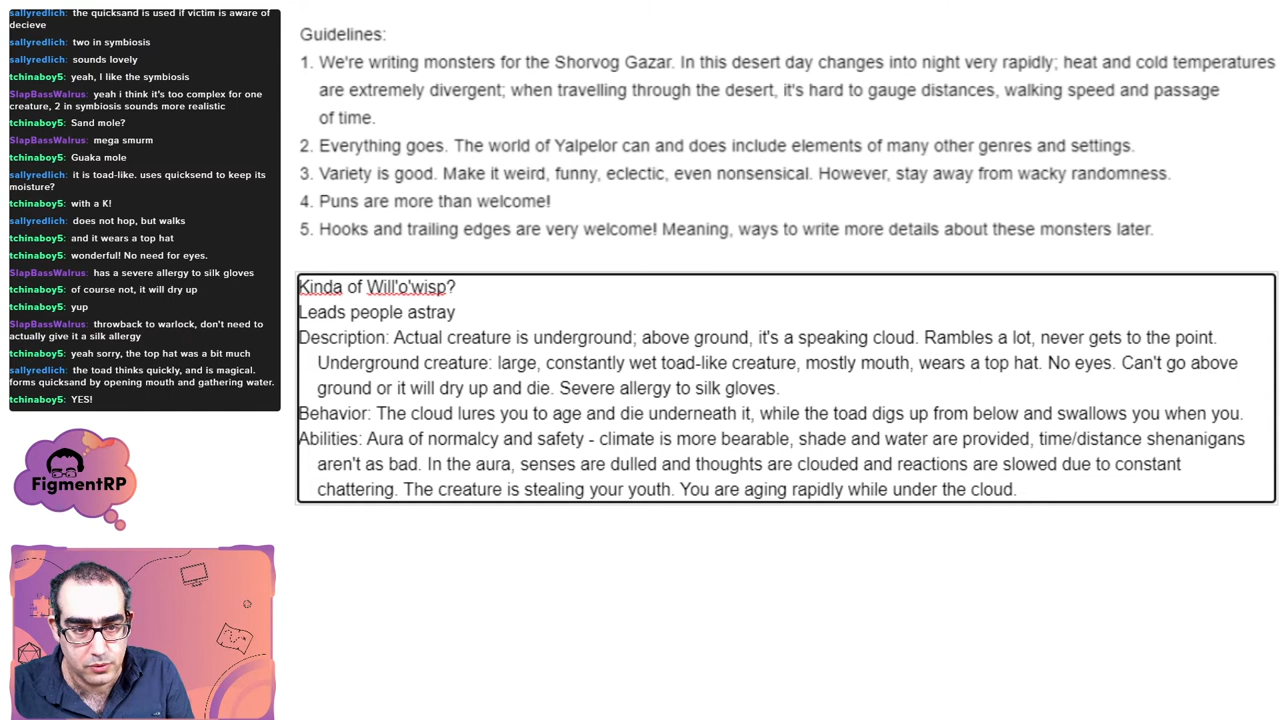 sallyredlich: the quicksand is used if victim is aware of
decieve
sallyredlich: two in symbiosis
sallyredlich: sounds lovely
tchinaboy5: yeah, I like the symbiosis
SlapBassWalrus: yeah i think it's too complex for one
creature, 2 in symbiosis sounds more realistic
tchinaboy5: Sand mole?
SlapBassWalrus: mega smurm
tchinaboy5: Guaka mole
sallyredlich: it is toad-like. uses quicksend to keep its
moisture?
tchinaboy5: with a K!
sallyredlich: does not hop, but walks
tchinaboy5: and it wears a top hat
tchinaboy5: wonderful! No need for eyes.
SlapBassWalrus: has a severe allergy to silk gloves
tchinaboy5: of course not, it will dry up
tchinaboy5: yup
SlapBassWalrus: throwback to warlock, don't need to
actually give it a silk allergy
tchinaboy5: yeah sorry, the top hat was a bit much
sallyredlich: the toad thinks quickly, and is magical.
forms quicksand by opening mouth and gathering water.
tchinaboy5: YES!
FigmentRP
Guidelines:
1. We're writing monsters for the Shorvog Gazar. In this desert day changes into night very rapidly; heat and cold temperatures
are extremely divergent; when travelling through the desert, it's hard to gauge distances, walking speed and passage
of time.
2. Everything goes. The world of Yalpelor can and does include elements of many other genres and settings.
3. Variety is good. Make it weird, funny, eclectic, even nonsensical. However, stay away from wacky randomness.
4. Puns are more than welcome!
5. Hooks and trailing edges are very welcome! Meaning, ways to write more details about these monsters later.
Kinda of Will'o'wisp?
Leads people astray
Description: Actual creature is underground; above ground, it's a speaking cloud. Rambles a lot, never gets to the point.
Underground creature: large, constantly wet toad-like creature, mostly mouth, wears a top hat. No eyes. Can't go above
ground or it will dry up and die. Severe allergy to silk gloves.
Behavior: The cloud lures you to age and die underneath it, while the toad digs up from below and swallows you when you.
Abilities: Aura of normalcy and safety - climate is more bearable, shade and water are provided, time/distance shenanigans
aren't as bad. In the aura, senses are dulled and thoughts are clouded and reactions are slowed due to constant
chattering. The creature is stealing your youth. You are aging rapidly while under the cloud.